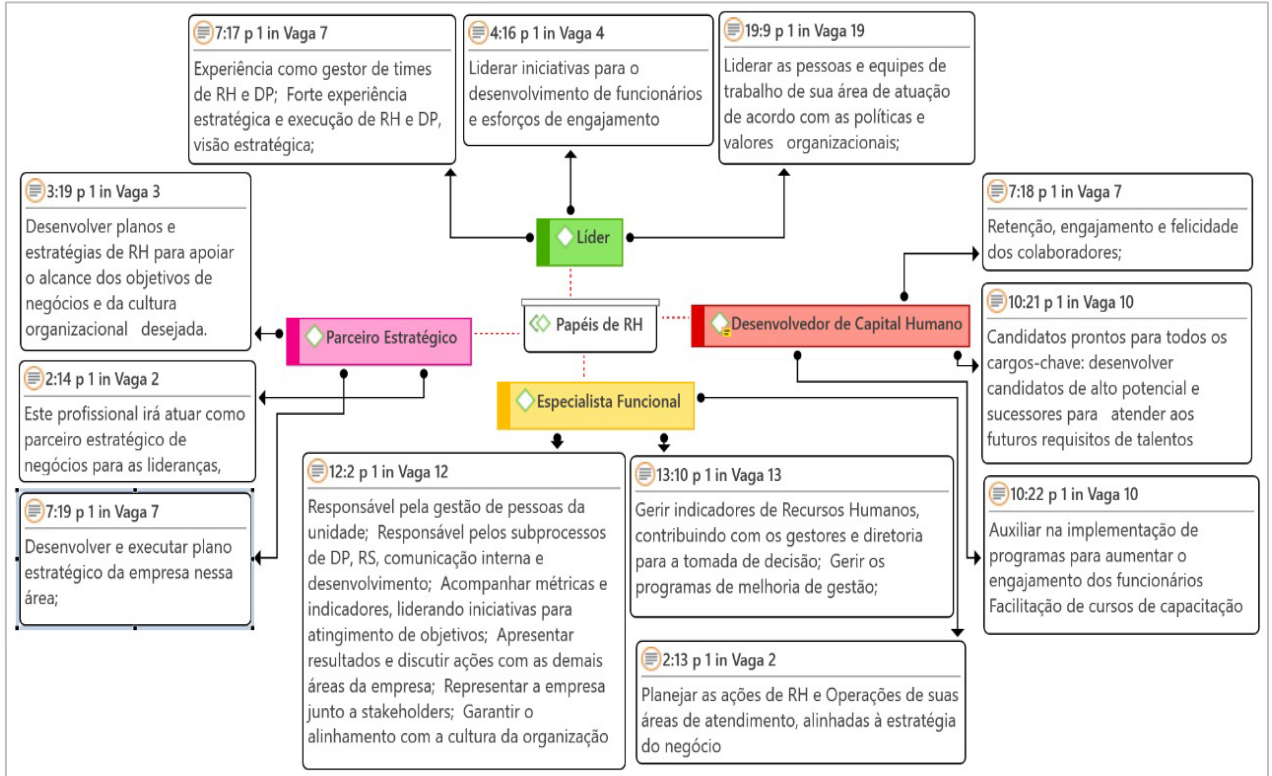 7:17 p 1 in Vaga 7
Experiência como gestor de times
de RH e DP; Forte experiência
estratégica e execução de RH e DP,
visão estratégica;
4:16 p 1 in Vaga 4
Liderar iniciativas para o
desenvolvimento de funcionários
e esforços de engajamento
19:9 p 1 in Vaga 19
Liderar as pessoas e equipes de
trabalho de sua área de atuação
de acordo com as políticas e
valores organizacionais;
3:19 p 1 in Vaga 3
Desenvolver planos e
estratégias de RH para apoiar
o alcance dos objetivos de
negócios e da cultura
organizacional desejada.
7:18 p 1 in Vaga 7
Retenção, engajamento e felicidade
dos colaboradores;
Líder
Papéis de RH
Parceiro Estratégico
Desenvolvedor de Capital Humano
Especialista Funcional
10:21 p 1 in Vaga 10
Candidatos prontos para todos os
cargos-chave: desenvolver
candidatos de alto potencial e
sucessores para atender aos
futuros requisitos de talentos
2:14 p 1 in Vaga 2
Este profissional irá atuar como
parceiro estratégico de
negócios para as lideranças,
7:19 p 1 in Vaga 7
Desenvolver e executar plano
estratégico da empresa nessa
área;
12:2 p 1 in Vaga 12
Responsável pela gestão de pessoas da
unidade; Responsável pelos subprocessos
de DP, RS, comunicação interna e
desenvolvimento; Acompanhar métricas e
indicadores, liderando iniciativas para
atingimento de objetivos; Apresentar
resultados e discutir ações com as demais
áreas da empresa; Representar a empresa
junto a stakeholders; Garantir o
alinhamento com a cultura da organização
13:10 p 1 in Vaga 13
Gerir indicadores de Recursos Humanos,
contribuindo com os gestores e diretoria
para a tomada de decisão; Gerir os
programas de melhoria de gestão;
10:22 p 1 in Vaga 10
Auxiliar na implementação de
programas para aumentar o
engajamento dos funcionários
Facilitação de cursos de capacitação
2:13 p 1 in Vaga 2
Planejar as ações de RH e Operações de suas
áreas de atendimento, alinhadas à estratégia
do negócio